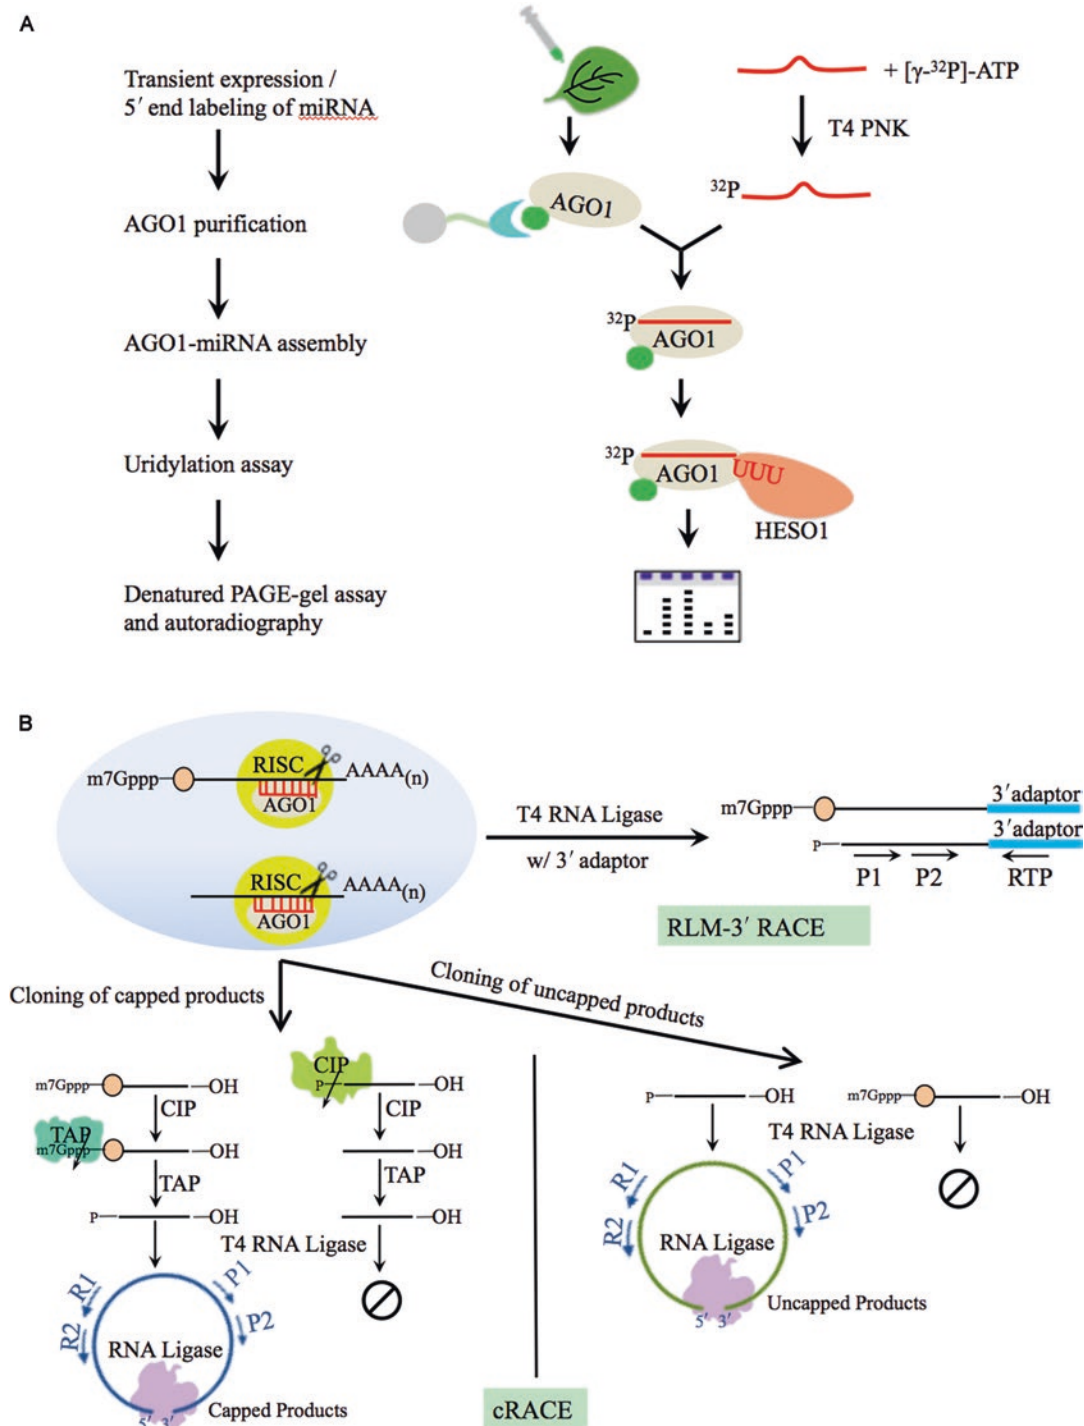 A
Transient expression /
5′ end labeling of miRNA
AGO1 purification
AGO1-miRNA assembly
Uridylation assay
Denatured PAGE-gel assay
and autoradiography
+ [γ-³²P]-ATP
T4 PNK
³²P
AGO1
³²P
AGO1
³²P
AGO1
UUU
HESO1
B
m7Gppp
RISC
AGO1
AAAA(n)
RISC
AGO1
AAAA(n)
T4 RNA Ligase
w/ 3′ adaptor
m7Gppp
3′adaptor
P
3′adaptor
P1
P2
RTP
RLM-3′ RACE
Cloning of capped products
Cloning of uncapped products
m7Gppp
OH
CIP
TAP
m7Gppp
OH
TAP
P
OH
CIP
P
OH
CIP
OH
TAP
OH
T4 RNA Ligase
R1
R2
P1
P2
RNA Ligase
5′ 3′
Capped Products
P
OH
m7Gppp
OH
T4 RNA Ligase
R1
R2
P1
P2
RNA Ligase
5′ 3′
Uncapped Products
cRACE